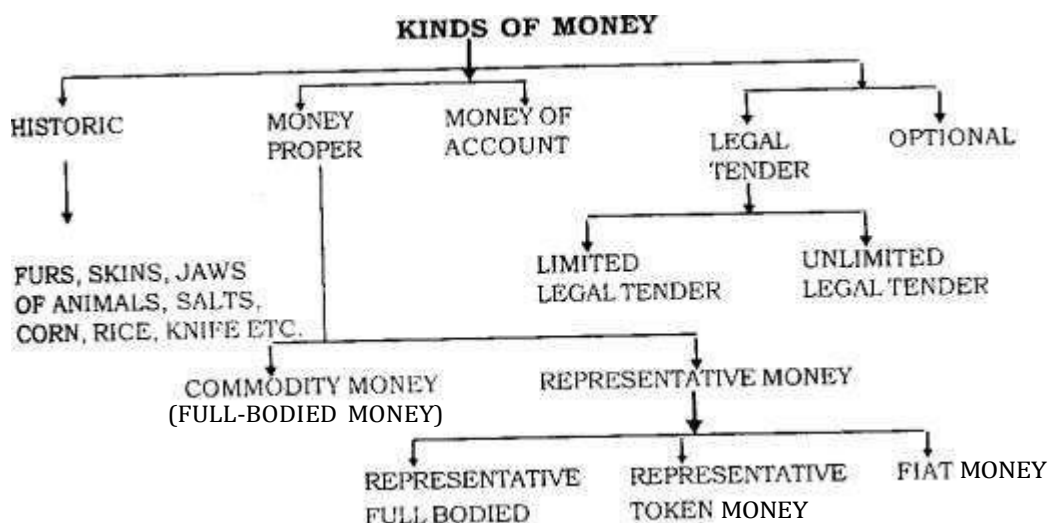 KINDS OF MONEY
HISTORIC
MONEY
PROPER
MONEY OF
ACCOUNT
LEGAL
TENDER
OPTIONAL
FURS, SKINS, JAWS
OF ANIMALS, SALTS,
CORN, RICE, KNIFE ETC.
LIMITED
LEGAL TENDER
UNLIMITED
LEGAL TENDER
COMMODITY MONEY
(FULL-BODIED MONEY)
REPRESENTATIVE MONEY
REPRESENTATIVE
FULL BODIED
REPRESENTATIVE
TOKEN MONEY
FIAT MONEY